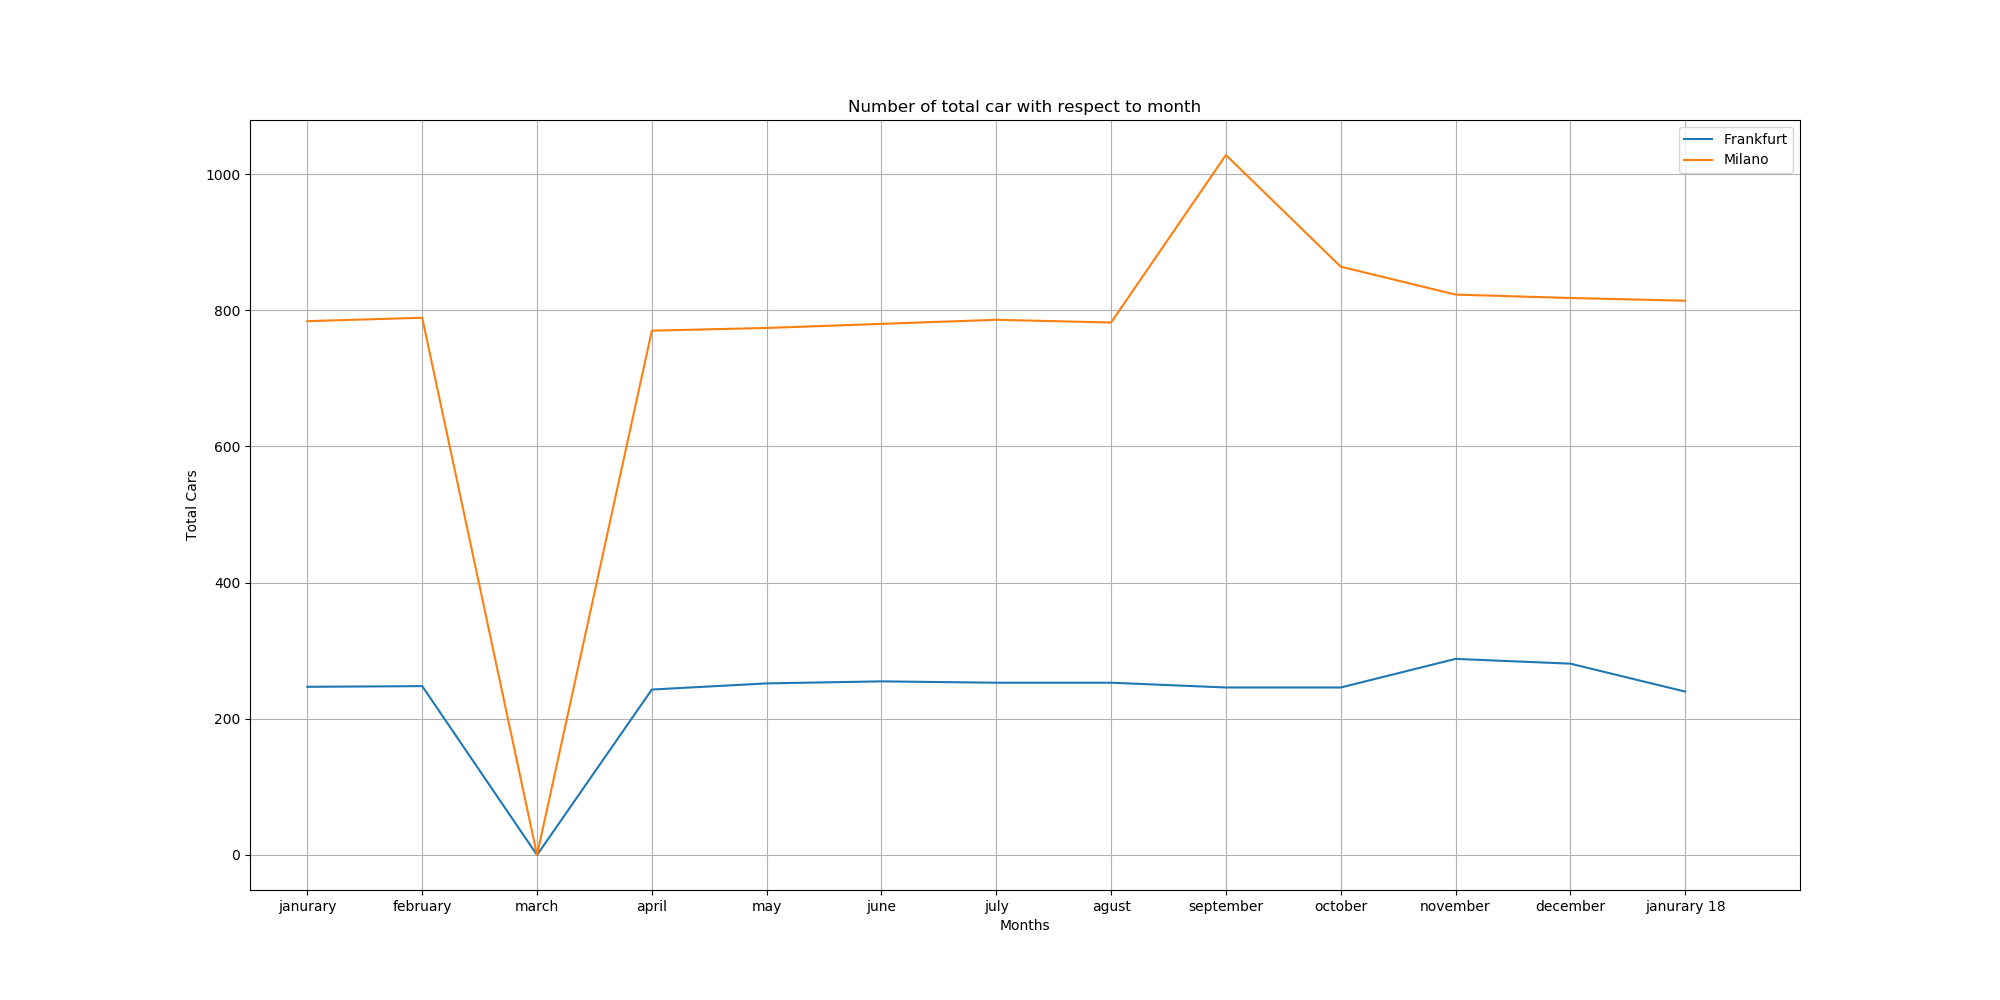 Number of total car with respect to month
Frankfurt
Milano
1000
800
600
400
200
0
Total Cars
janurary february march april may june july agust september october november december janurary 18
Months